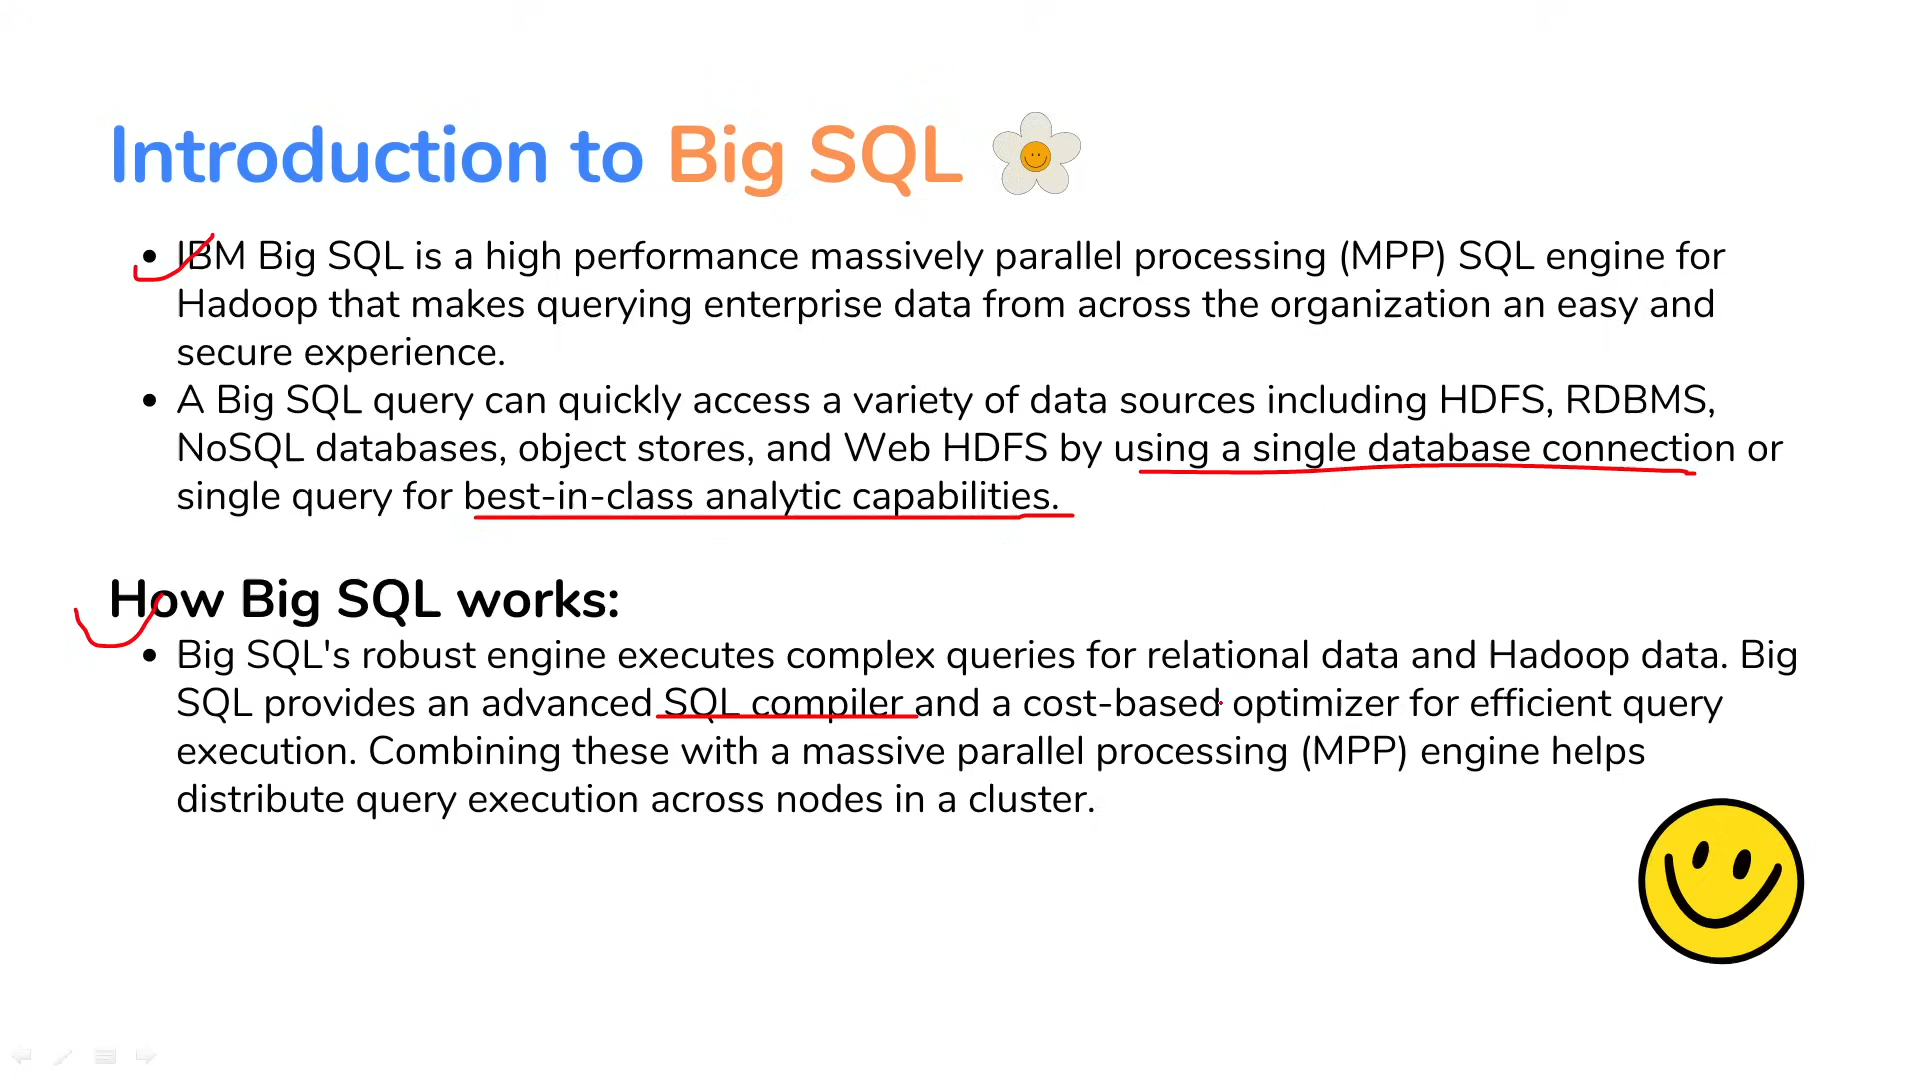 Introduction to Big SQL
• IBM Big SQL is a high performance massively parallel processing (MPP) SQL engine for
Hadoop that makes querying enterprise data from across the organization an easy and
secure experience.
• A Big SQL query can quickly access a variety of data sources including HDFS, RDBMS,
NoSQL databases, object stores, and Web HDFS by using a single database connection or
single query for best-in-class analytic capabilities.
How Big SQL works:
• Big SQL's robust engine executes complex queries for relational data and Hadoop data. Big
SQL provides an advanced SQL compiler and a cost-based optimizer for efficient query
execution. Combining these with a massive parallel processing (MPP) engine helps
distribute query execution across nodes in a cluster.